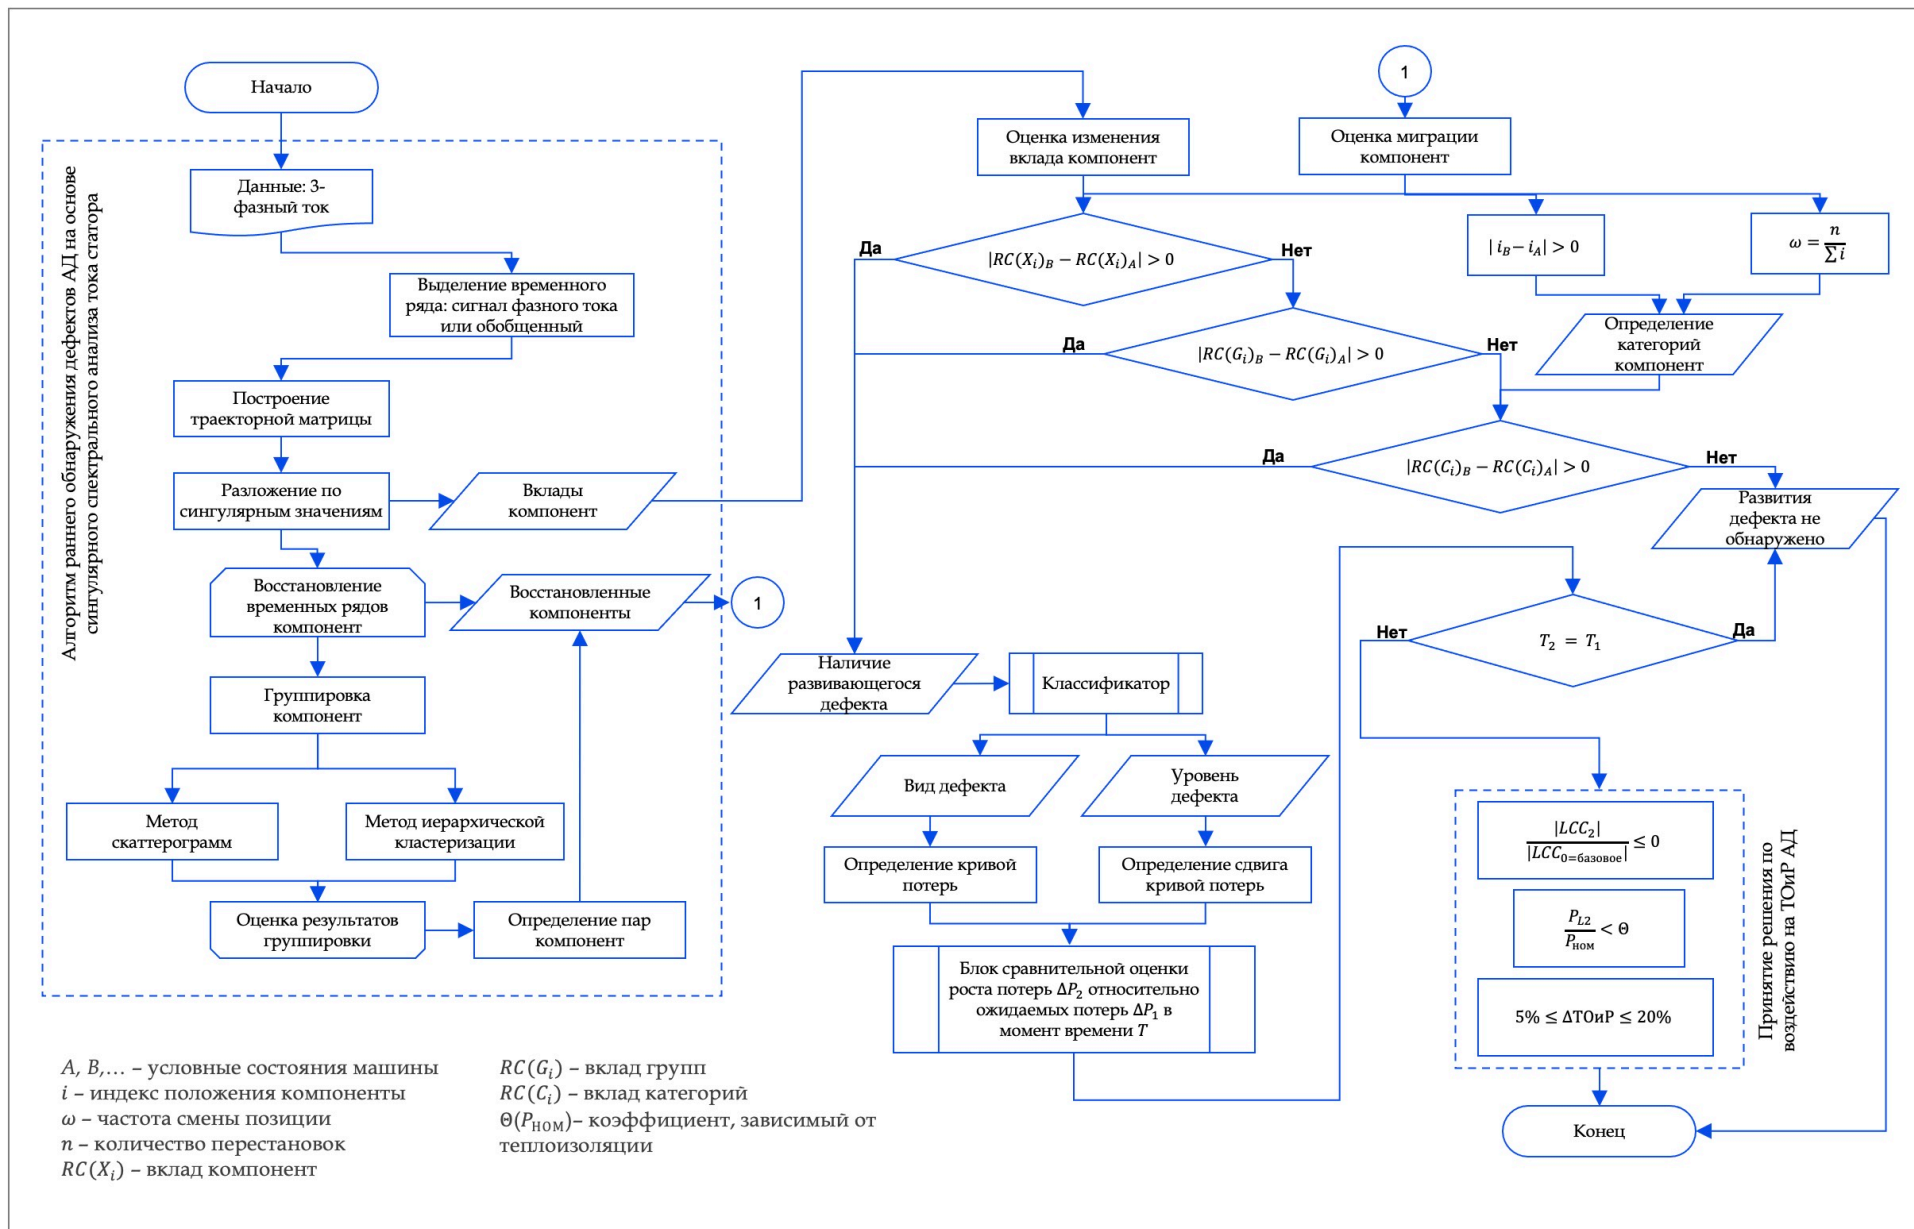 Начало
Алгоритм раннего обнаружения дефектов АД на основе
сингулярного спектрального анализа тока статора
Данные: 3-
фазный ток
Выделение временного
ряда: сигнал фазного тока
или обобщенный
Построение
траекторной матрицы
Разложение по
сингулярным значениям
Вклады
компонент
Восстановление
временных рядов
компонент
Восстановленные
компоненты
1
Группировка
компонент
Метод
скаттерограмм
Метод иерархической
кластеризации
Оценка результатов
группировки
Определение пар
компонент
1
Оценка изменения
вклада компонент
Оценка миграции
компонент
Да
|RC(X_i)_B − RC(X_i)_A| > 0
Нет
|i_B − i_A| > 0
ω = n/∑i
Да
|RC(G_i)_B − RC(G_i)_A| > 0
Нет
Определение
категорий
компонент
Да
|RC(C_i)_B − RC(C_i)_A| > 0
Нет
Развития
дефекта не
обнаружено
Нет
T_2 = T_1
Да
Наличие
развивающегося
дефекта
Классификатор
Вид дефекта
Уровень
дефекта
Определение кривой
потерь
Определение сдвига
кривой потерь
Блок сравнительной оценки
роста потерь ΔP_2 относительно
ожидаемых потерь ΔP_1 в
момент времени T
|LCC_2|/|LCC_0=базовое| ≤ 0
P_L2/P_ном < Θ
5% ≤ ΔТОиР ≤ 20%
Принятие решения по
воздействию на ТОиР АД
Конец
A, B,… – условные состояния машины
i – индекс положения компоненты
ω – частота смены позиции
n – количество перестановок
RC(X_i) – вклад компонент
RC(G_i) – вклад групп
RC(C_i) – вклад категорий
Θ(P_НОМ)– коэффициент, зависимый от
теплоизоляции